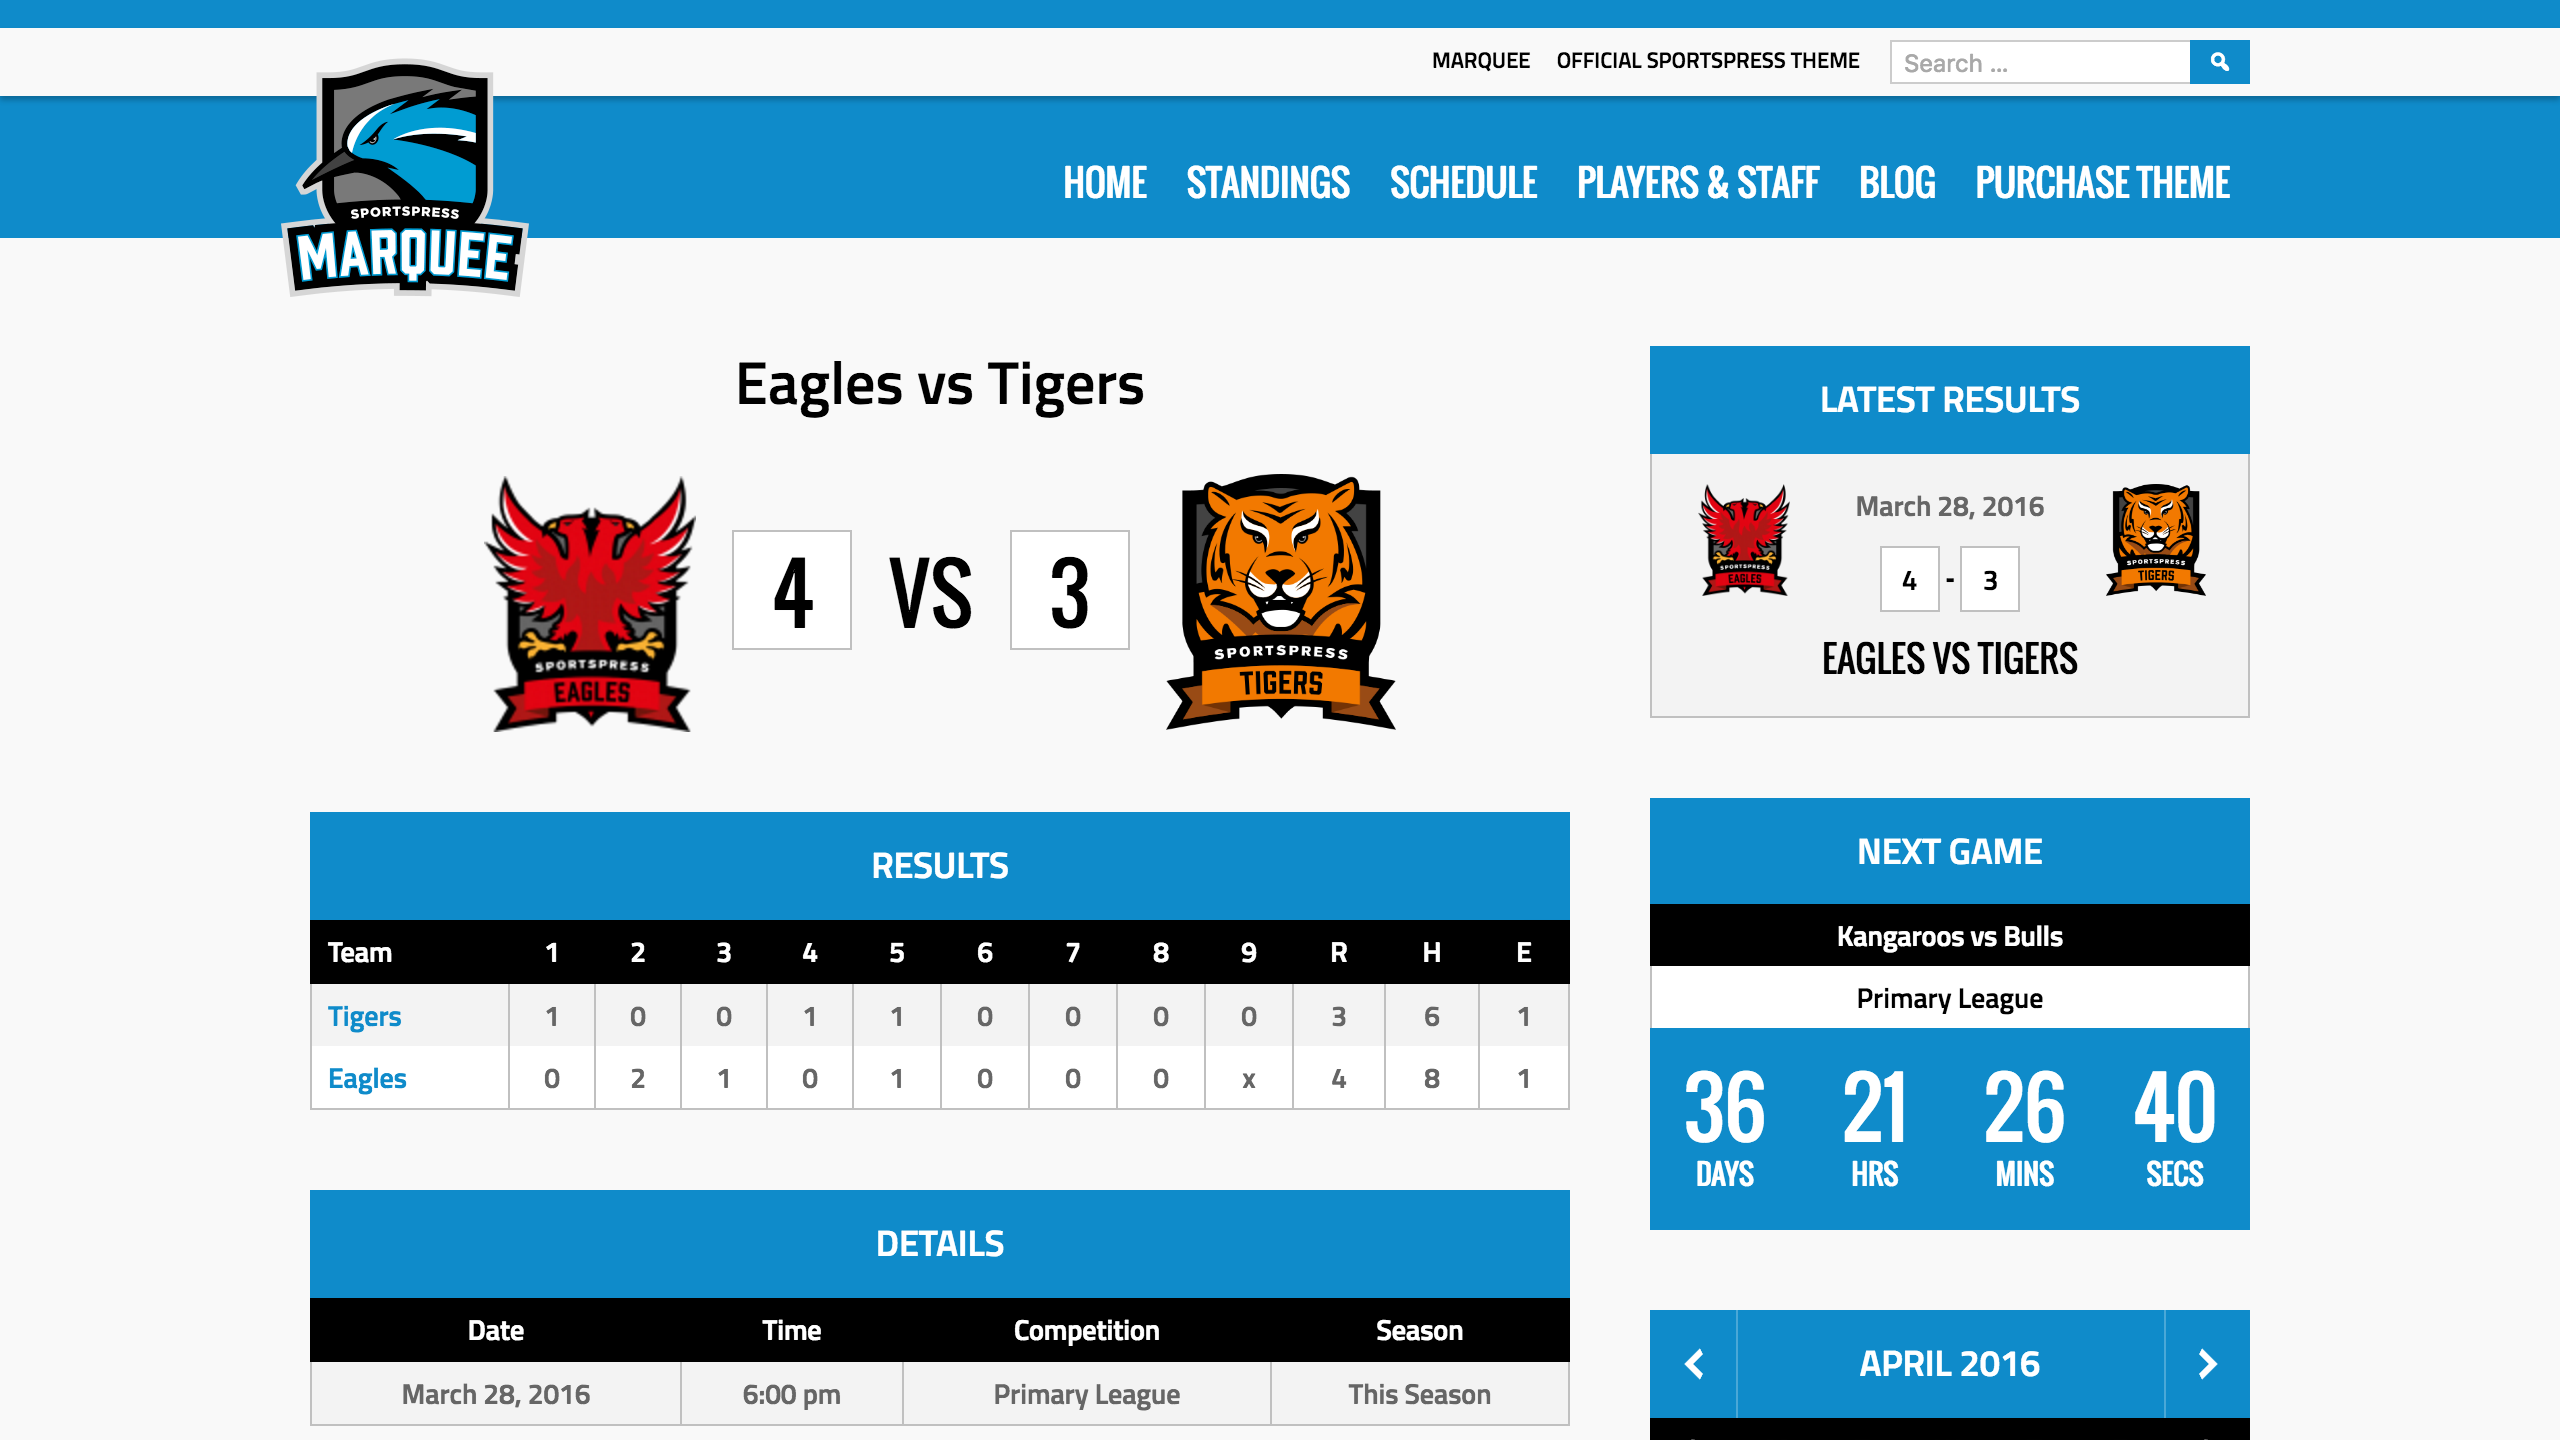 MARQUEE OFFICIAL SPORTSPRESS THEME Search ...
SPORTSPRESS
MARQUEE
HOME STANDINGS SCHEDULE PLAYERS & STAFF BLOG PURCHASE THEME
Eagles vs Tigers
SPORTSPRESS
EAGLES
4 VS 3
SPORTSPRESS
TIGERS
RESULTS
Team 1 2 3 4 5 6 7 8 9 R H E
Tigers 1 0 0 1 1 0 0 0 0 3 6 1
Eagles 0 2 1 0 1 0 0 0 x 4 8 1
DETAILS
Date Time Competition Season
March 28, 2016 6:00 pm Primary League This Season
LATEST RESULTS
SPORTSPRESS
EAGLES
March 28, 2016
4 - 3
SPORTSPRESS
TIGERS
EAGLES VS TIGERS
NEXT GAME
Kangaroos vs Bulls
Primary League
36 21 26 40
DAYS HRS MINS SECS
APRIL 2016